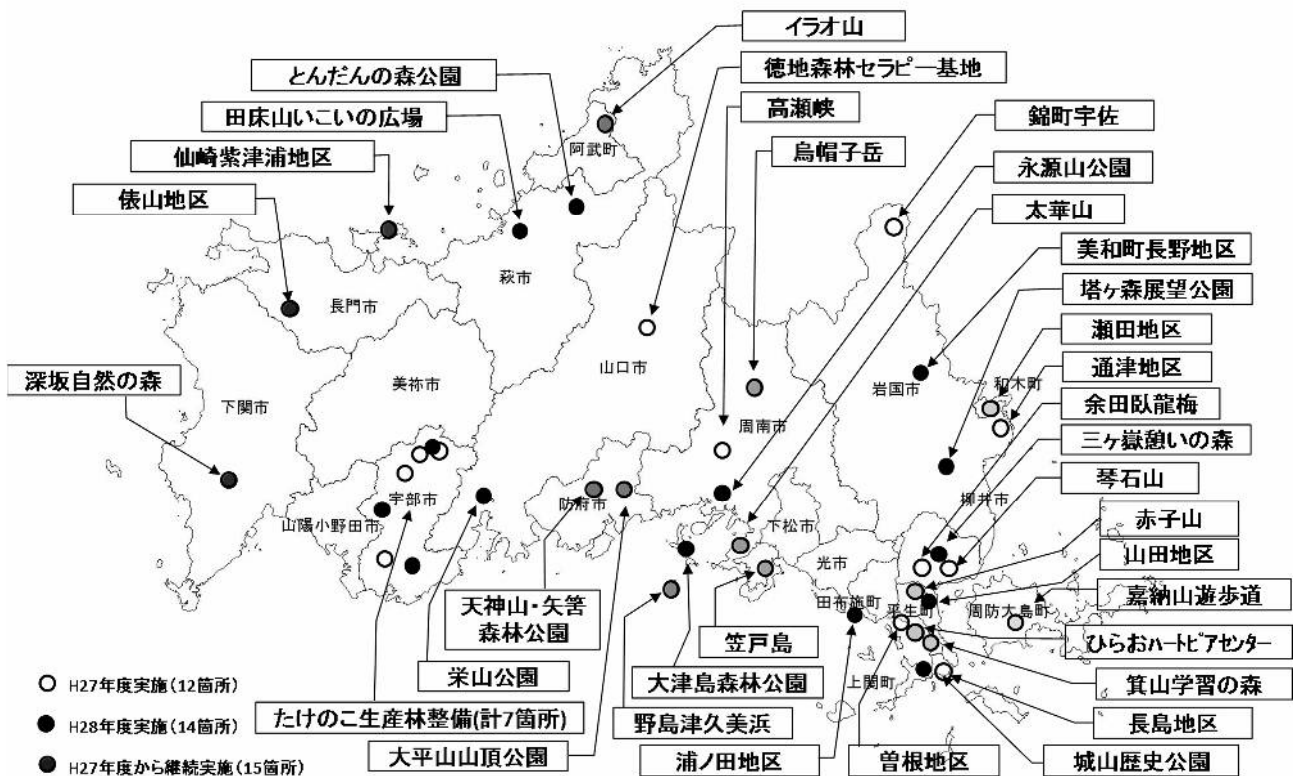 イラオ山
とんだんの森公園
徳地森林セラピー基地
田床山いこいの広場
高瀬峡
錦町宇佐
仙崎紫津浦地区
阿武町
烏帽子岳
永源山公園
俵山地区
太華山
美和町長野地区
萩市
塔ヶ森展望公園
長門市
瀬田地区
山口市
通津地区
深坂自然の森
美祢市
岩国市
和木町
下関市
余田臥龍梅
周南市
三ヶ嶽憩いの森
琴石山
宇部市
防府市
柳井市
赤子山
山陽小野田市
下松市
山田地区
光市
嘉納山遊歩道
天神山・矢筈
森林公園
田布施町
平生町
周防大島町
笠戸島
ひらおハートピアセンター
栄山公園
大津島森林公園
上関町
箕山学習の森
H27年度実施(12箇所)
たけのこ生産林整備(計7箇所)
野島津久美浜
長島地区
H28年度実施(14箇所)
大平山山頂公園
浦ノ田地区
曽根地区
城山歴史公園
H27年度から継続実施(15箇所)